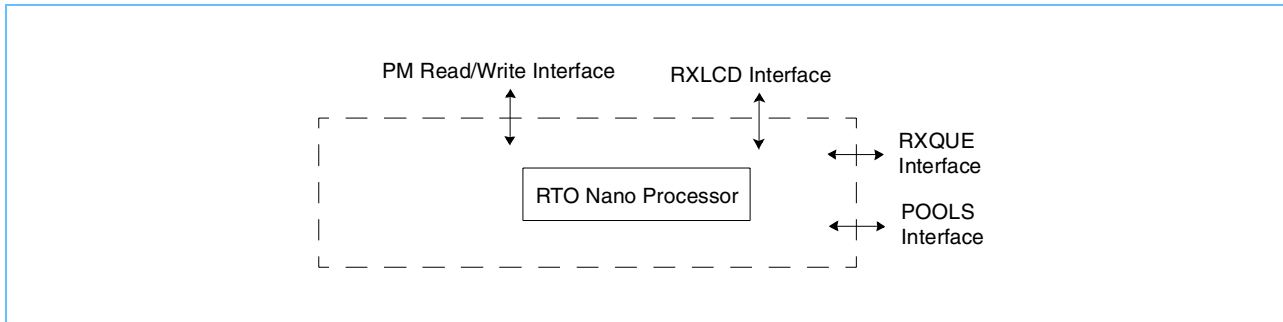 PM Read/Write Interface
RXLCD Interface
RXQUE
Interface
RTO Nano Processor
POOLS
Interface